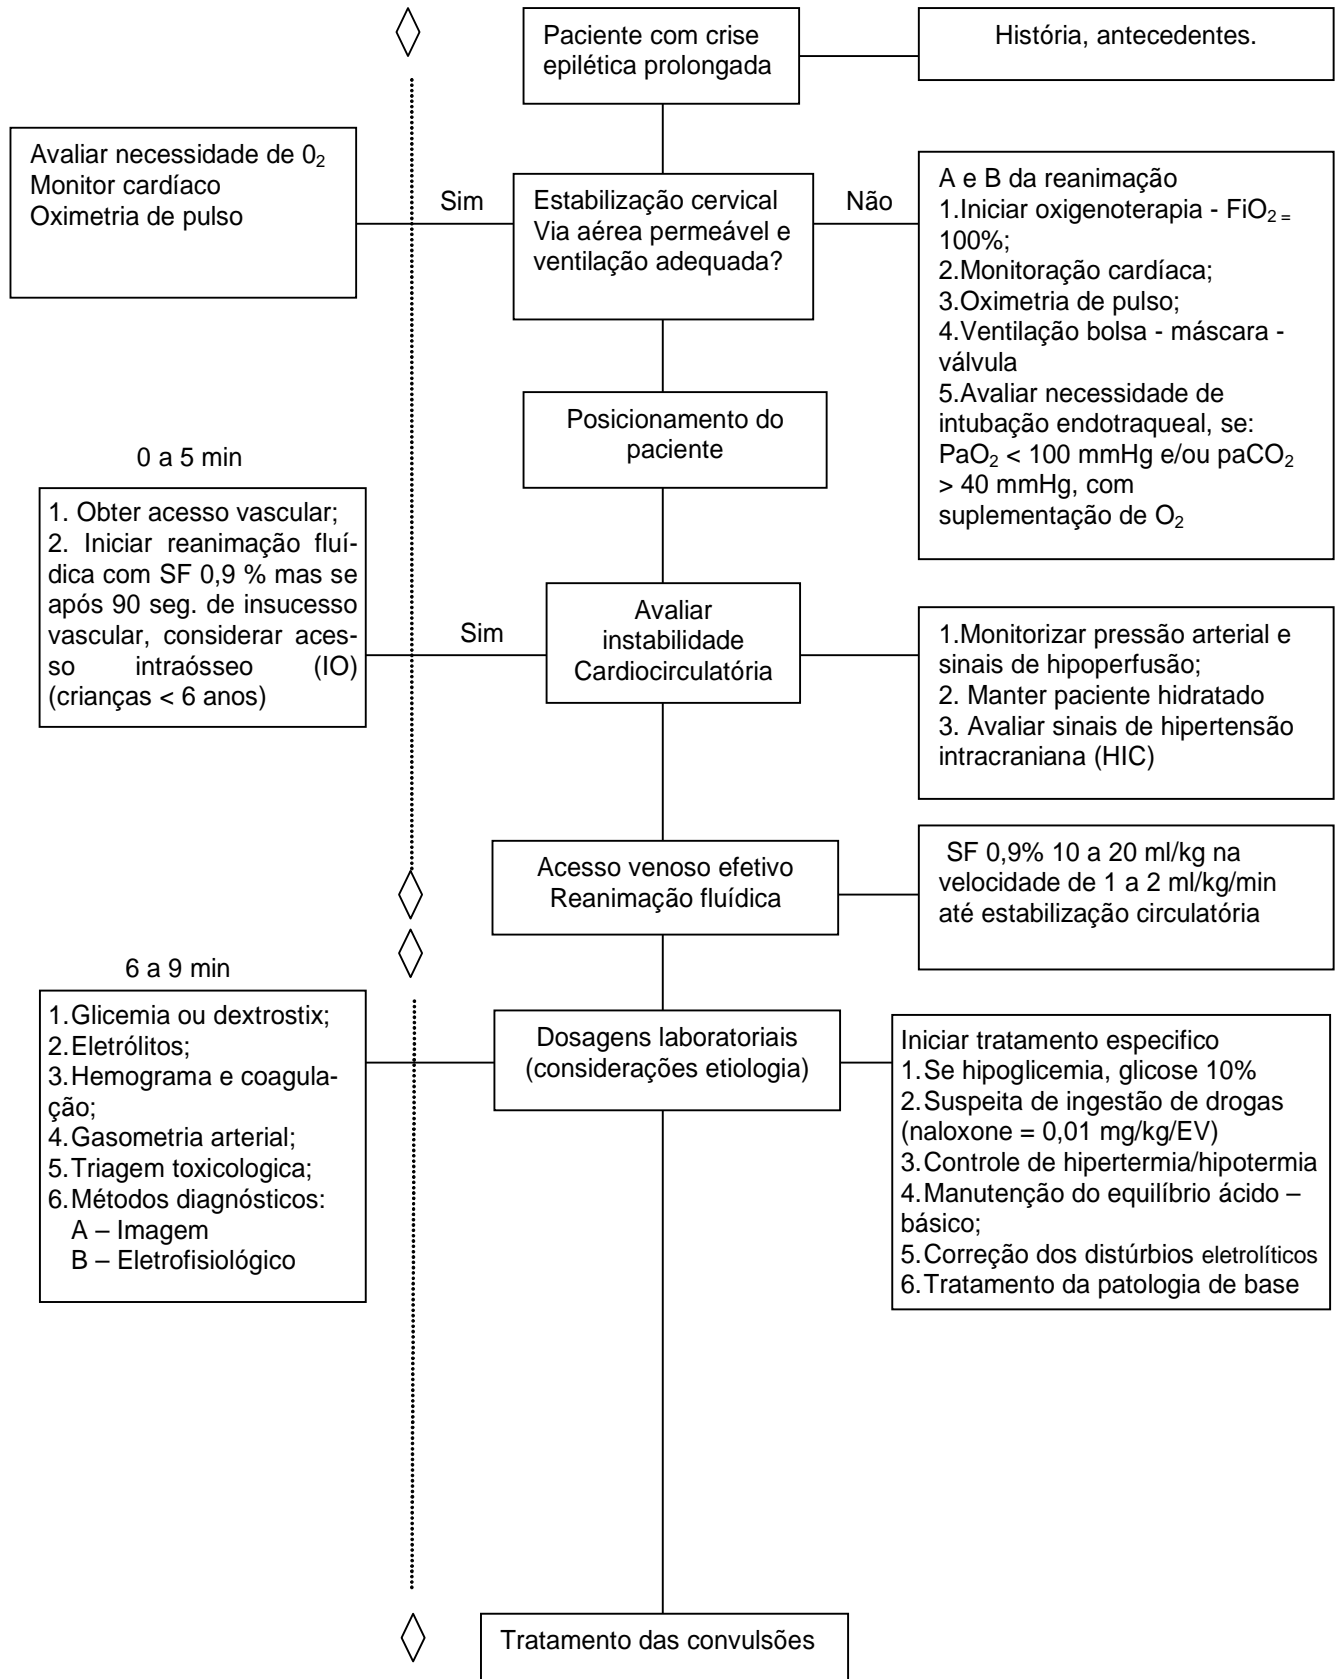 Paciente com crise
epilética prolongada
História, antecedentes.
Avaliar necessidade de 0₂
Monitor cardíaco
Oximetria de pulso
Sim
Estabilização cervical
Via aérea permeável e
ventilação adequada?
Não
A e B da reanimação
1.Iniciar oxigenoterapia - FiO₂ =
100%;
2.Monitoração cardíaca;
3.Oximetria de pulso;
4.Ventilação bolsa - máscara -
válvula
5.Avaliar necessidade de
intubação endotraqueal, se:
PaO₂ < 100 mmHg e/ou paCO₂
> 40 mmHg, com
suplementação de O₂
Posicionamento do
paciente
0 a 5 min
1. Obter acesso vascular;
2. Iniciar reanimação fluí-
dica com SF 0,9 % mas se
após 90 seg. de insucesso
vascular, considerar aces-
so intraósseo (IO)
(crianças < 6 anos)
Sim
Avaliar
instabilidade
Cardiocirculatória
1.Monitorizar pressão arterial e
sinais de hipoperfusão;
2. Manter paciente hidratado
3. Avaliar sinais de hipertensão
intracraniana (HIC)
Acesso venoso efetivo
Reanimação fluídica
SF 0,9% 10 a 20 ml/kg na
velocidade de 1 a 2 ml/kg/min
até estabilização circulatória
6 a 9 min
1.Glicemia ou dextrostix;
2.Eletrólitos;
3.Hemograma e coagula-
ção;
4.Gasometria arterial;
5.Triagem toxicologica;
6.Métodos diagnósticos:
A – Imagem
B – Eletrofisiológico
Dosagens laboratoriais
(considerações etiologia)
Iniciar tratamento especifico
1.Se hipoglicemia, glicose 10%
2.Suspeita de ingestão de drogas
(naloxone = 0,01 mg/kg/EV)
3.Controle de hipertermia/hipotermia
4.Manutenção do equilíbrio ácido –
básico;
5.Correção dos distúrbios eletrolíticos
6.Tratamento da patologia de base
Tratamento das convulsões